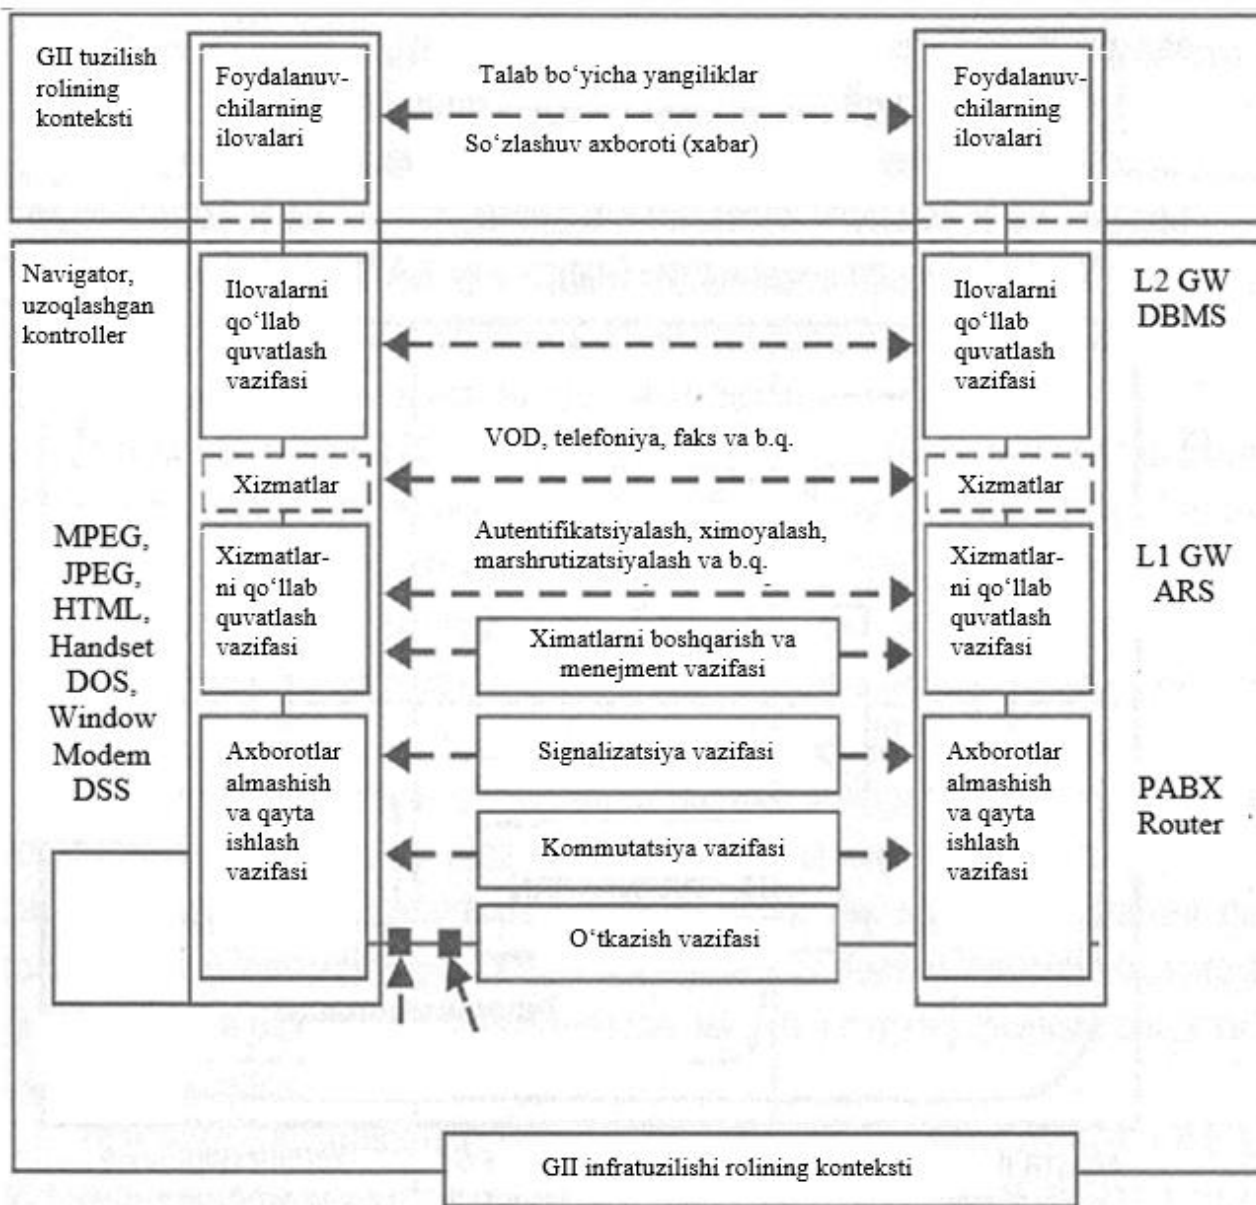 GII tuzilish
rolining
konteksti
Foydalanuv-
chilarning
ilovalari
Talab bo‘yicha yangiliklar
So‘zlashuv axboroti (xabar)
Foydalanuv-
chilarning
ilovalari
Navigator,
uzoqlashgan
kontroller
Ilovalarni
qo‘llab
quvatlash
vazifasi
Ilovalarni
qo‘llab
quvatlash
vazifasi
L2 GW
DBMS
VOD, telefoniya, faks va b.q.
Xizmatlar
Xizmatlar
MPEG,
JPEG,
HTML,
Handset
DOS,
Window
Modem
DSS
Xizmatlar-
ni qo‘llab
quvatlash
vazifasi
Autentifikatsiyalash, ximoyalash,
marshrutizatsiyalash va b.q.
Xizmatlar-
ni qo‘llab
quvatlash
vazifasi
L1 GW
ARS
Ximatlarni boshqarish va
menejment vazifasi
Axborotlar
almashish
va qayta
ishlash
vazifasi
Signalizatsiya vazifasi
Kommutatsiya vazifasi
O‘tkazish vazifasi
Axborotlar
almashish
va qayta
ishlash
vazifasi
PABX
Router
GII infratuzilishi rolining konteksti